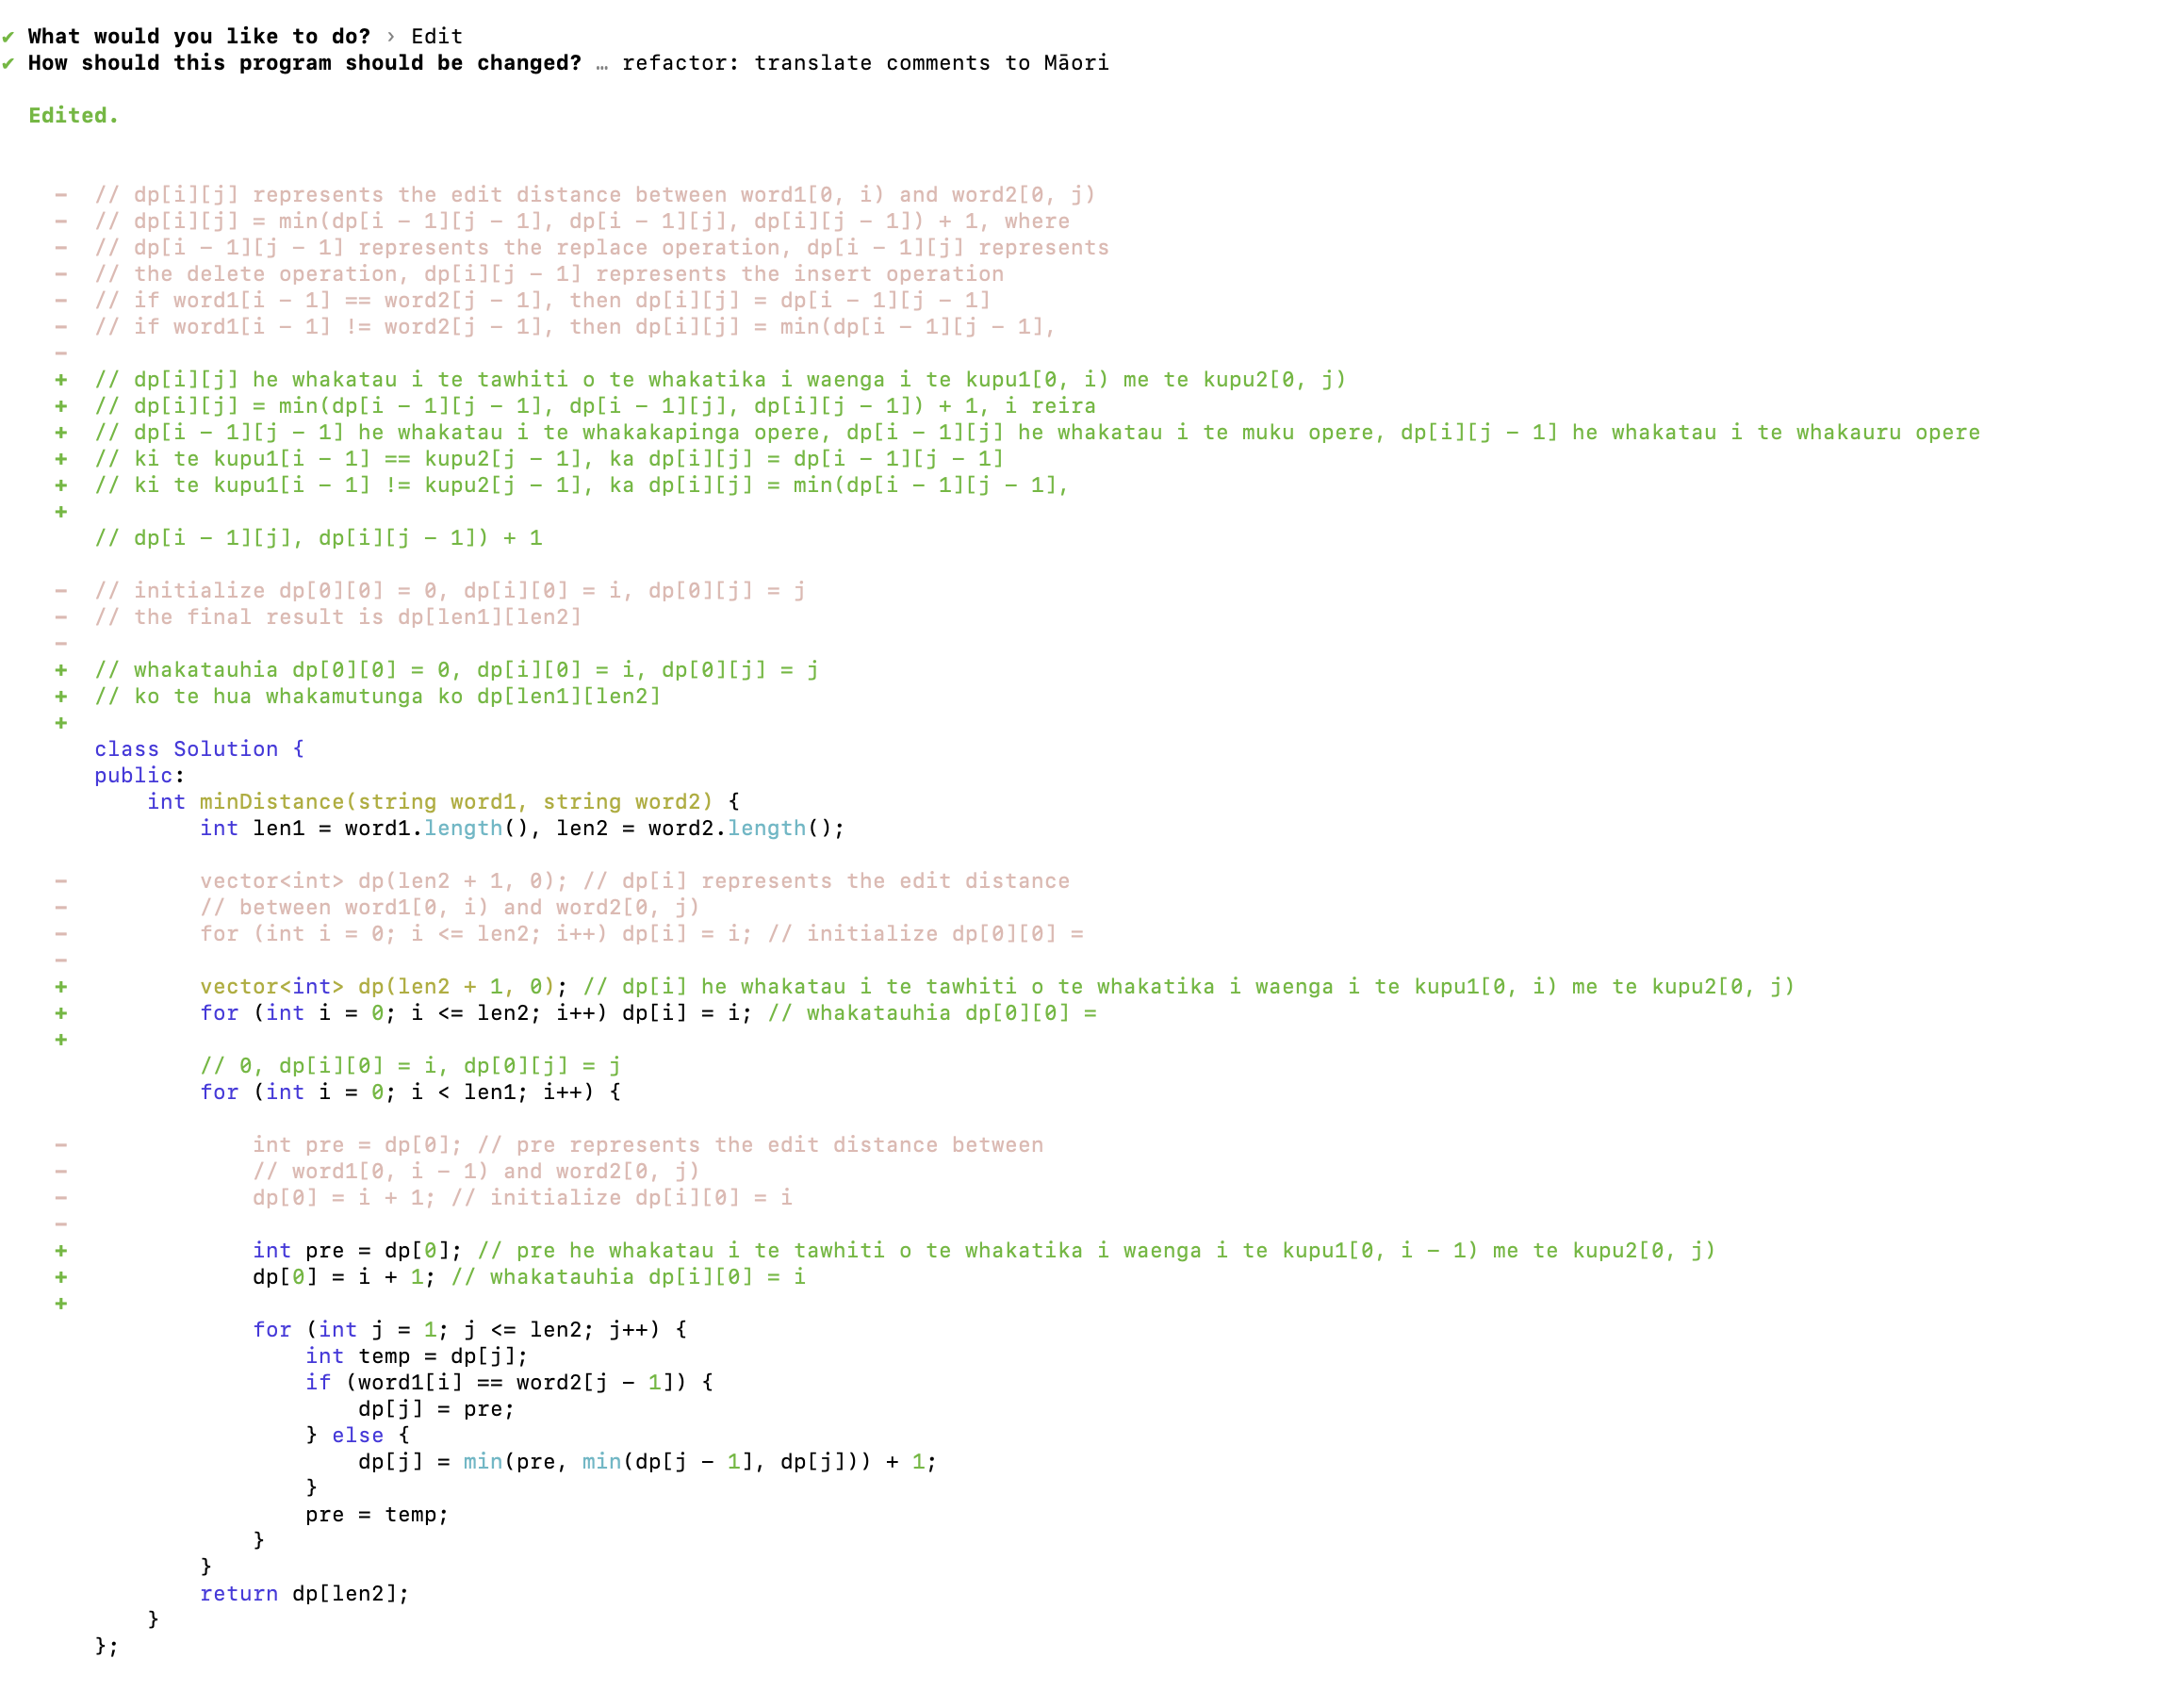 ✔ What would you like to do? › Edit
✔ How should this program should be changed? … refactor: translate comments to Māori
Edited.
− // dp[i][j] represents the edit distance between word1[0, i) and word2[0, j)
− // dp[i][j] = min(dp[i − 1][j − 1], dp[i − 1][j], dp[i][j − 1]) + 1, where
− // dp[i − 1][j − 1] represents the replace operation, dp[i − 1][j] represents
− // the delete operation, dp[i][j − 1] represents the insert operation
− // if word1[i − 1] == word2[j − 1], then dp[i][j] = dp[i − 1][j − 1]
− // if word1[i − 1] != word2[j − 1], then dp[i][j] = min(dp[i − 1][j − 1],
−
+ // dp[i][j] he whakatau i te tawhiti o te whakatika i waenga i te kupu1[0, i) me te kupu2[0, j)
+ // dp[i][j] = min(dp[i − 1][j − 1], dp[i − 1][j], dp[i][j − 1]) + 1, i reira
+ // dp[i − 1][j − 1] he whakatau i te whakakapinga opere, dp[i − 1][j] he whakatau i te muku opere, dp[i][j − 1] he whakatau i te whakauru opere
+ // ki te kupu1[i − 1] == kupu2[j − 1], ka dp[i][j] = dp[i − 1][j − 1]
+ // ki te kupu1[i − 1] != kupu2[j − 1], ka dp[i][j] = min(dp[i − 1][j − 1],
+
// dp[i − 1][j], dp[i][j − 1]) + 1
− // initialize dp[0][0] = 0, dp[i][0] = i, dp[0][j] = j
− // the final result is dp[len1][len2]
−
+ // whakatauhia dp[0][0] = 0, dp[i][0] = i, dp[0][j] = j
+ // ko te hua whakamutunga ko dp[len1][len2]
+
class Solution {
public:
int minDistance(string word1, string word2) {
int len1 = word1.length(), len2 = word2.length();
− vector<int> dp(len2 + 1, 0); // dp[i] represents the edit distance
− // between word1[0, i) and word2[0, j)
− for (int i = 0; i <= len2; i++) dp[i] = i; // initialize dp[0][0] =
−
+ vector<int> dp(len2 + 1, 0); // dp[i] he whakatau i te tawhiti o te whakatika i waenga i te kupu1[0, i) me te kupu2[0, j)
+ for (int i = 0; i <= len2; i++) dp[i] = i; // whakatauhia dp[0][0] =
+
// 0, dp[i][0] = i, dp[0][j] = j
for (int i = 0; i < len1; i++) {
− int pre = dp[0]; // pre represents the edit distance between
− // word1[0, i − 1) and word2[0, j)
− dp[0] = i + 1; // initialize dp[i][0] = i
−
+ int pre = dp[0]; // pre he whakatau i te tawhiti o te whakatika i waenga i te kupu1[0, i − 1) me te kupu2[0, j)
+ dp[0] = i + 1; // whakatauhia dp[i][0] = i
+
for (int j = 1; j <= len2; j++) {
int temp = dp[j];
if (word1[i] == word2[j − 1]) {
dp[j] = pre;
} else {
dp[j] = min(pre, min(dp[j − 1], dp[j])) + 1;
}
pre = temp;
}
}
return dp[len2];
}
};